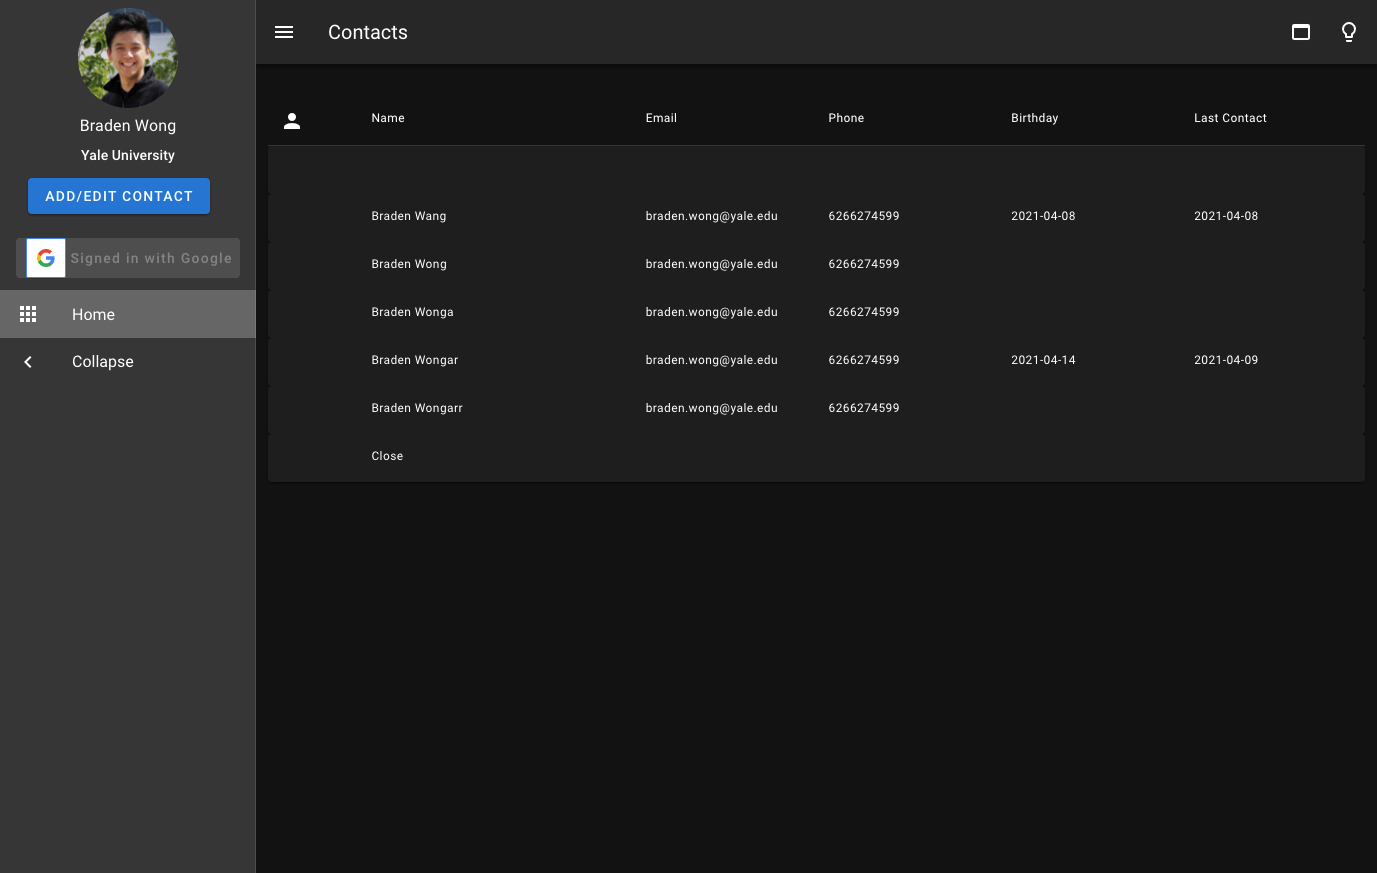 Braden Wong
Yale University
ADD/EDIT CONTACT
Signed in with Google
Home
Collapse
Contacts
Name Email Phone Birthday Last Contact
Braden Wang braden.wong@yale.edu 6266274599 2021-04-08 2021-04-08
Braden Wong braden.wong@yale.edu 6266274599
Braden Wonga braden.wong@yale.edu 6266274599
Braden Wongar braden.wong@yale.edu 6266274599 2021-04-14 2021-04-09
Braden Wongarr braden.wong@yale.edu 6266274599
Close